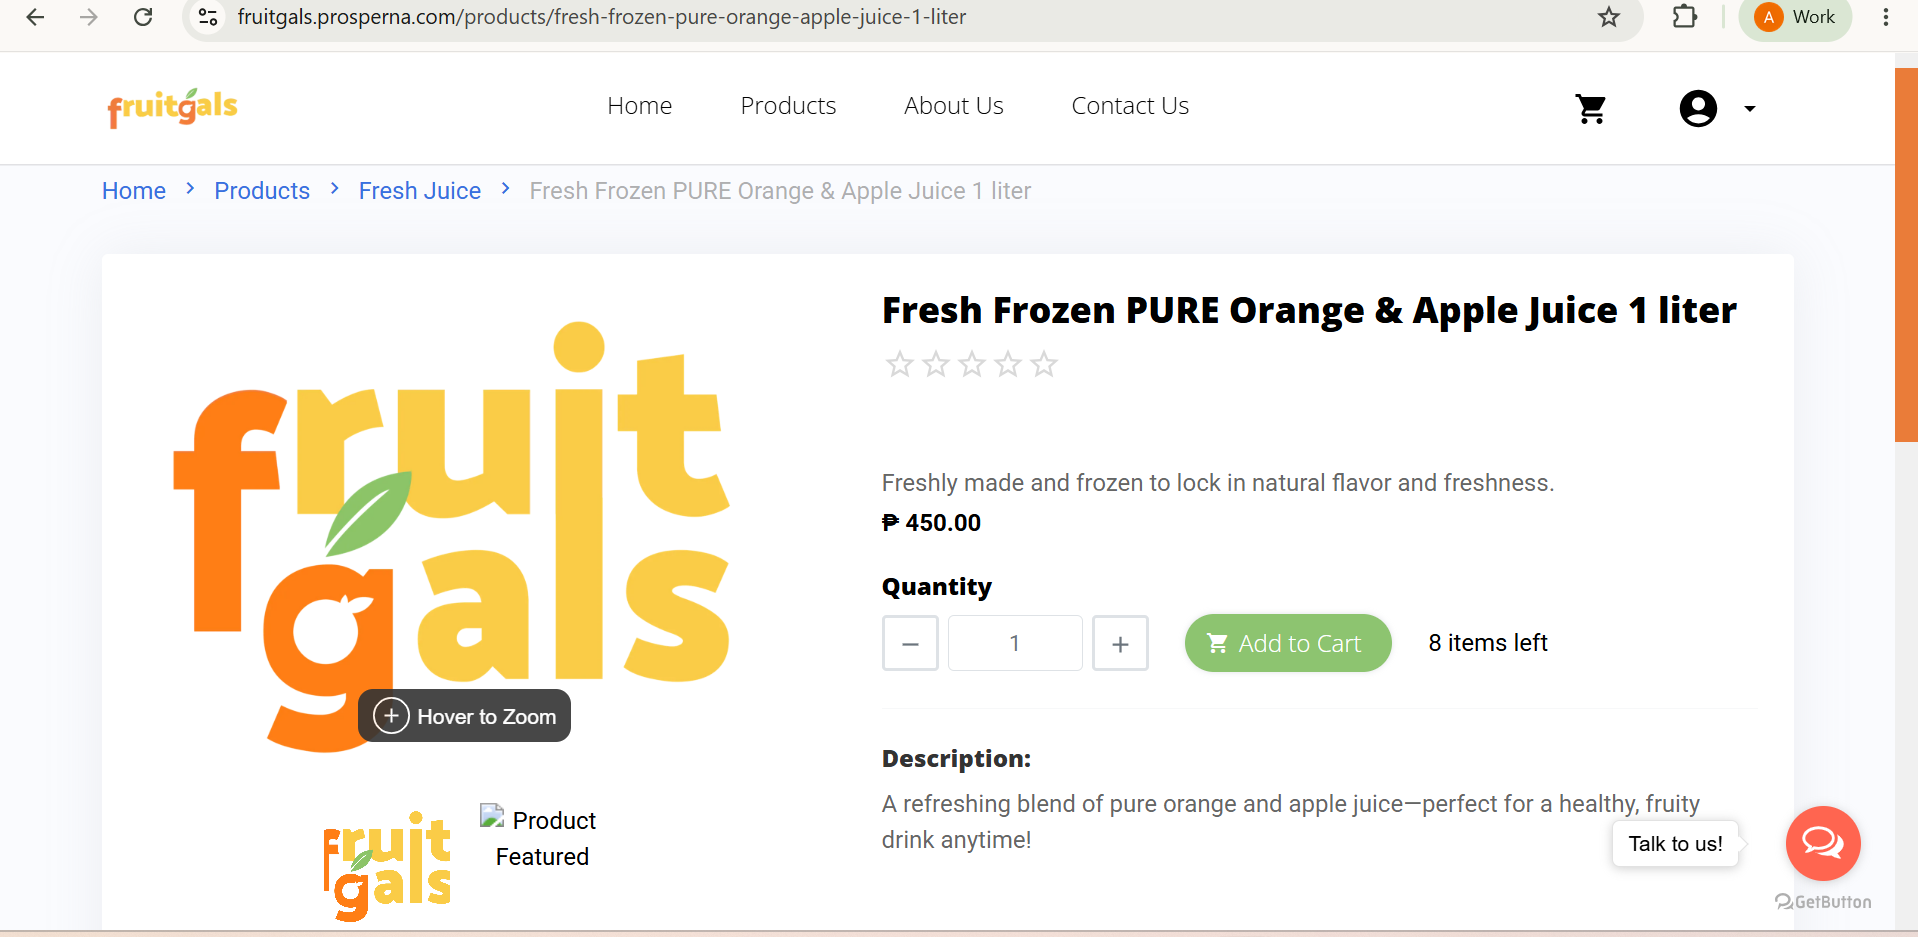 fruitgals.prosperna.com/products/fresh-frozen-pure-orange-apple-juice-1-liter
A
Work
fruitgals
Home
Products
About Us
Contact Us
Home > Products > Fresh Juice > Fresh Frozen PURE Orange & Apple Juice 1 liter
fruit
gals
Hover to Zoom
fruit
gals
Product
Featured
Fresh Frozen PURE Orange & Apple Juice 1 liter
Freshly made and frozen to lock in natural flavor and freshness.
₱ 450.00
Quantity
1
Add to Cart
8 items left
Description:
A refreshing blend of pure orange and apple juice—perfect for a healthy, fruity
drink anytime!
Talk to us!
GetButton